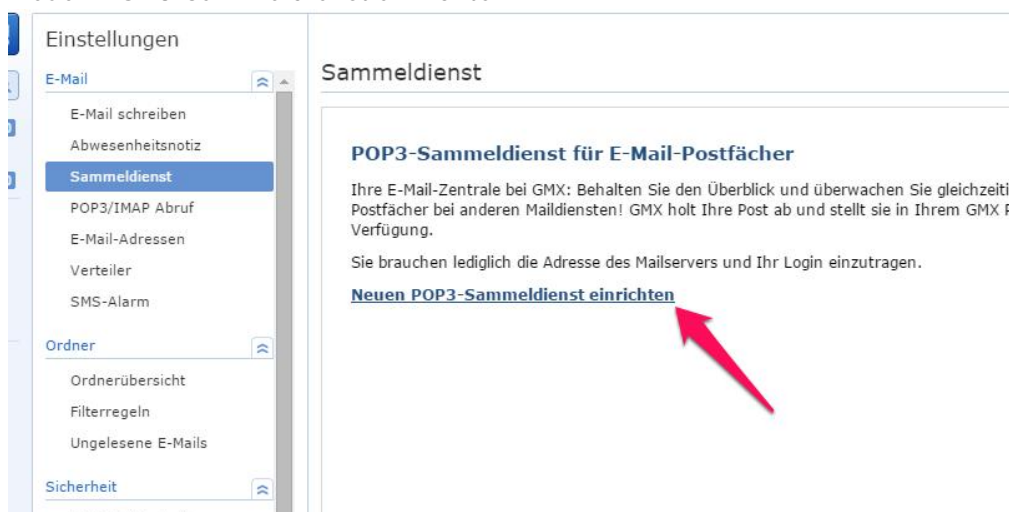 Einstellungen
E-Mail
E-Mail schreiben
Abwesenheitsnotiz
Sammeldienst
POP3/IMAP Abruf
E-Mail-Adressen
Verteiler
SMS-Alarm
Ordner
Ordnerübersicht
Filterregeln
Ungelesene E-Mails
Sicherheit
Sammeldienst
POP3-Sammeldienst für E-Mail-Postfächer
Ihre E-Mail-Zentrale bei GMX: Behalten Sie den Überblick und überwachen Sie gleichzeiti
Postfächer bei anderen Maildiensten! GMX holt Ihre Post ab und stellt sie in Ihrem GMX
Verfügung.
Sie brauchen lediglich die Adresse des Mailservers und Ihr Login einzutragen.
Neuen POP3-Sammeldienst einrichten